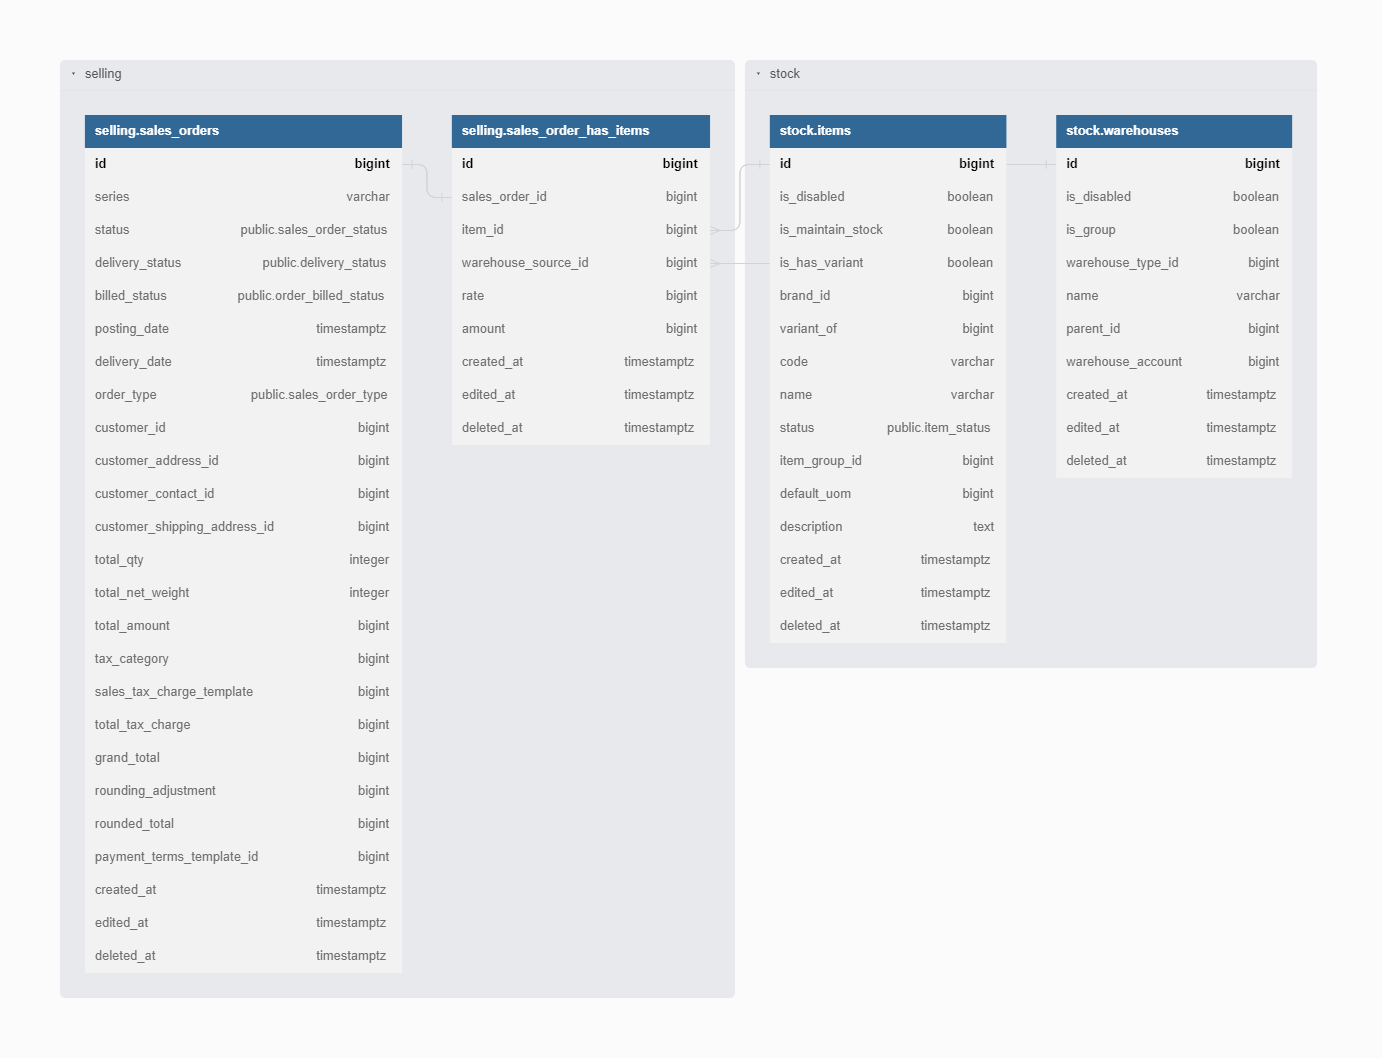 selling
selling.sales_orders
id bigint
series varchar
status public.sales_order_status
delivery_status public.delivery_status
billed_status public.order_billed_status
posting_date timestamptz
delivery_date timestamptz
order_type public.sales_order_type
customer_id bigint
customer_address_id bigint
customer_contact_id bigint
customer_shipping_address_id bigint
total_qty integer
total_net_weight integer
total_amount bigint
tax_category bigint
sales_tax_charge_template bigint
total_tax_charge bigint
grand_total bigint
rounding_adjustment bigint
rounded_total bigint
payment_terms_template_id bigint
created_at timestamptz
edited_at timestamptz
deleted_at timestamptz
selling.sales_order_has_items
id bigint
sales_order_id bigint
item_id bigint
warehouse_source_id bigint
rate bigint
amount bigint
created_at timestamptz
edited_at timestamptz
deleted_at timestamptz
stock
stock.items
id bigint
is_disabled boolean
is_maintain_stock boolean
is_has_variant boolean
brand_id bigint
variant_of bigint
code varchar
name varchar
status public.item_status
item_group_id bigint
default_uom bigint
description text
created_at timestamptz
edited_at timestamptz
deleted_at timestamptz
stock.warehouses
id bigint
is_disabled boolean
is_group boolean
warehouse_type_id bigint
name varchar
parent_id bigint
warehouse_account bigint
created_at timestamptz
edited_at timestamptz
deleted_at timestamptz